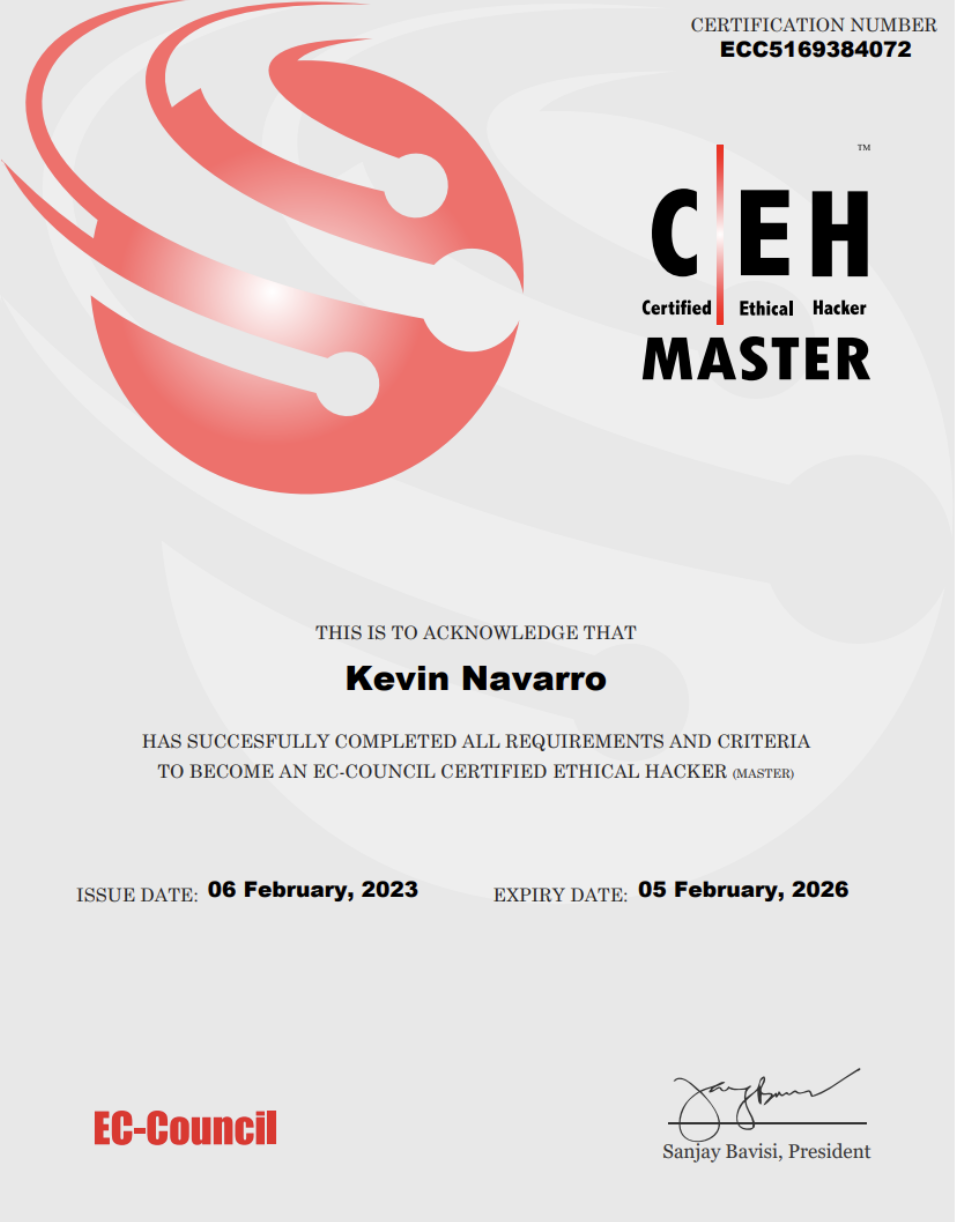 CERTIFICATION NUMBER
ECC5169384072
TM
C EH
Certified Ethical Hacker
MASTER
THIS IS TO ACKNOWLEDGE THAT
Kevin Navarro
HAS SUCCESFULLY COMPLETED ALL REQUIREMENTS AND CRITERIA
TO BECOME AN EC-COUNCIL CERTIFIED ETHICAL HACKER (MASTER)
ISSUE DATE: 06 February, 2023 EXPIRY DATE: 05 February, 2026
EC-Council
Sanjay Bavisi, President